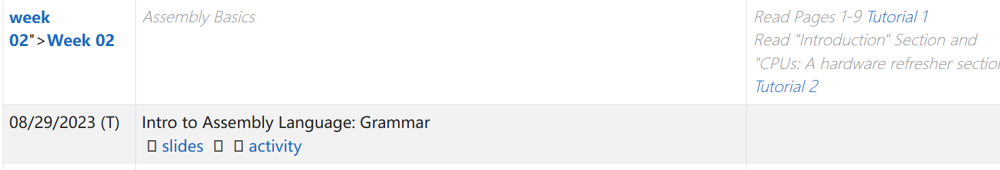 week
02">Week 02
Assembly Basics
Read Pages 1-9 Tutorial 1
Read "Introduction" Section and
"CPUs: A hardware refresher
Tutorial 2
08/29/2023 (T)
Intro to Assembly Language: Grammar
slides activity